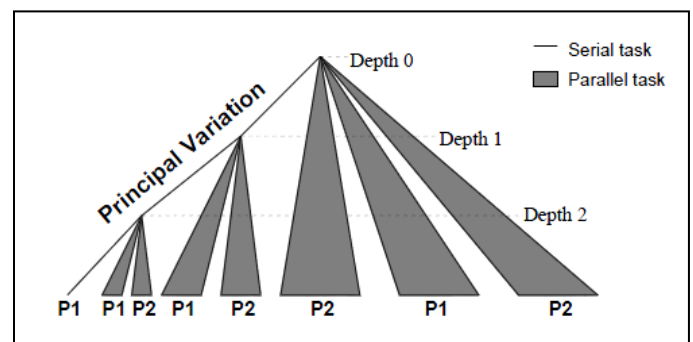 Serial task
Parallel task
Depth 0
Principal Variation
Depth 1
Depth 2
P1 P1 P2 P1 P2 P2 P1 P2